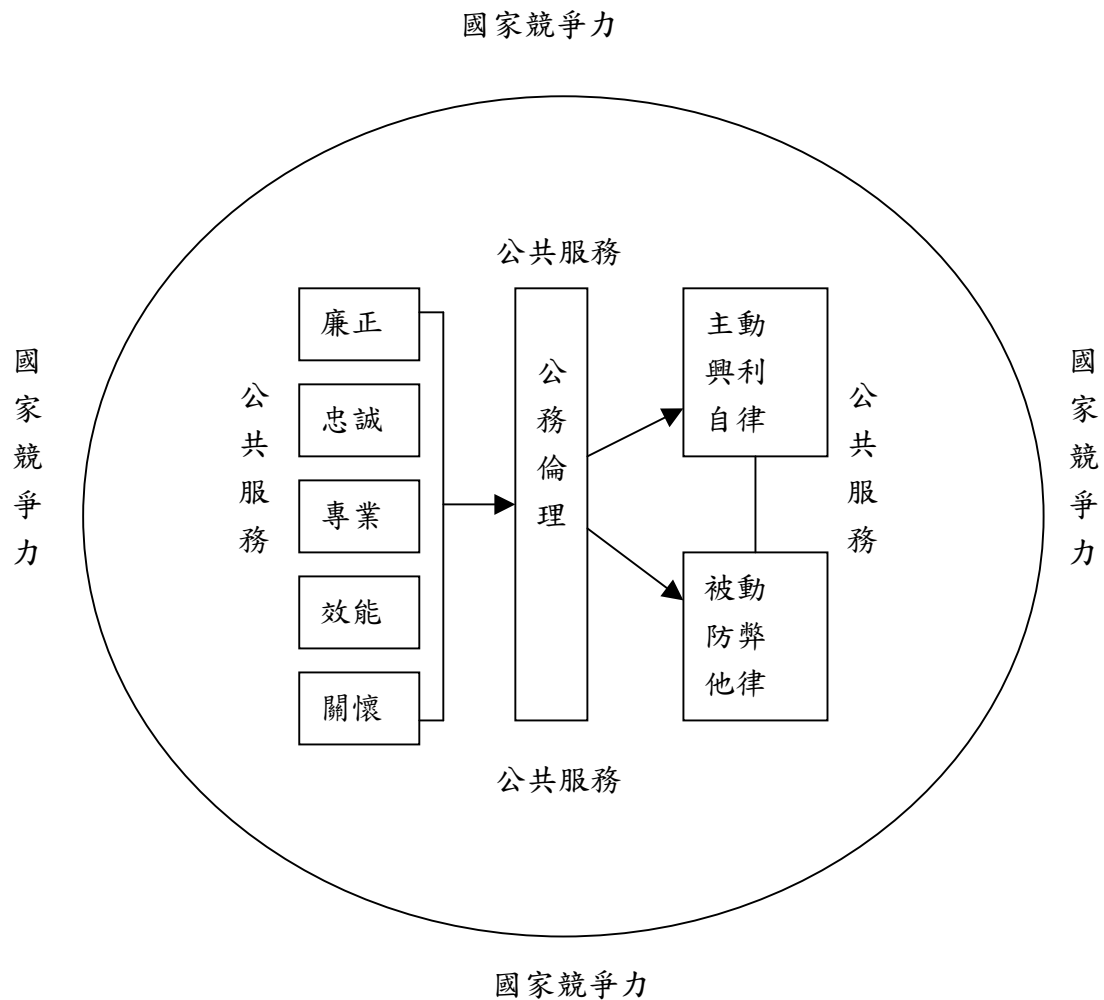 國家競爭力
公共服務
國家競爭力
公共服務
廉正
忠誠
專業
效能
關懷
公務倫理
主動
興利
自律
被動
防弊
他律
公共服務
國家競爭力
公共服務
國家競爭力